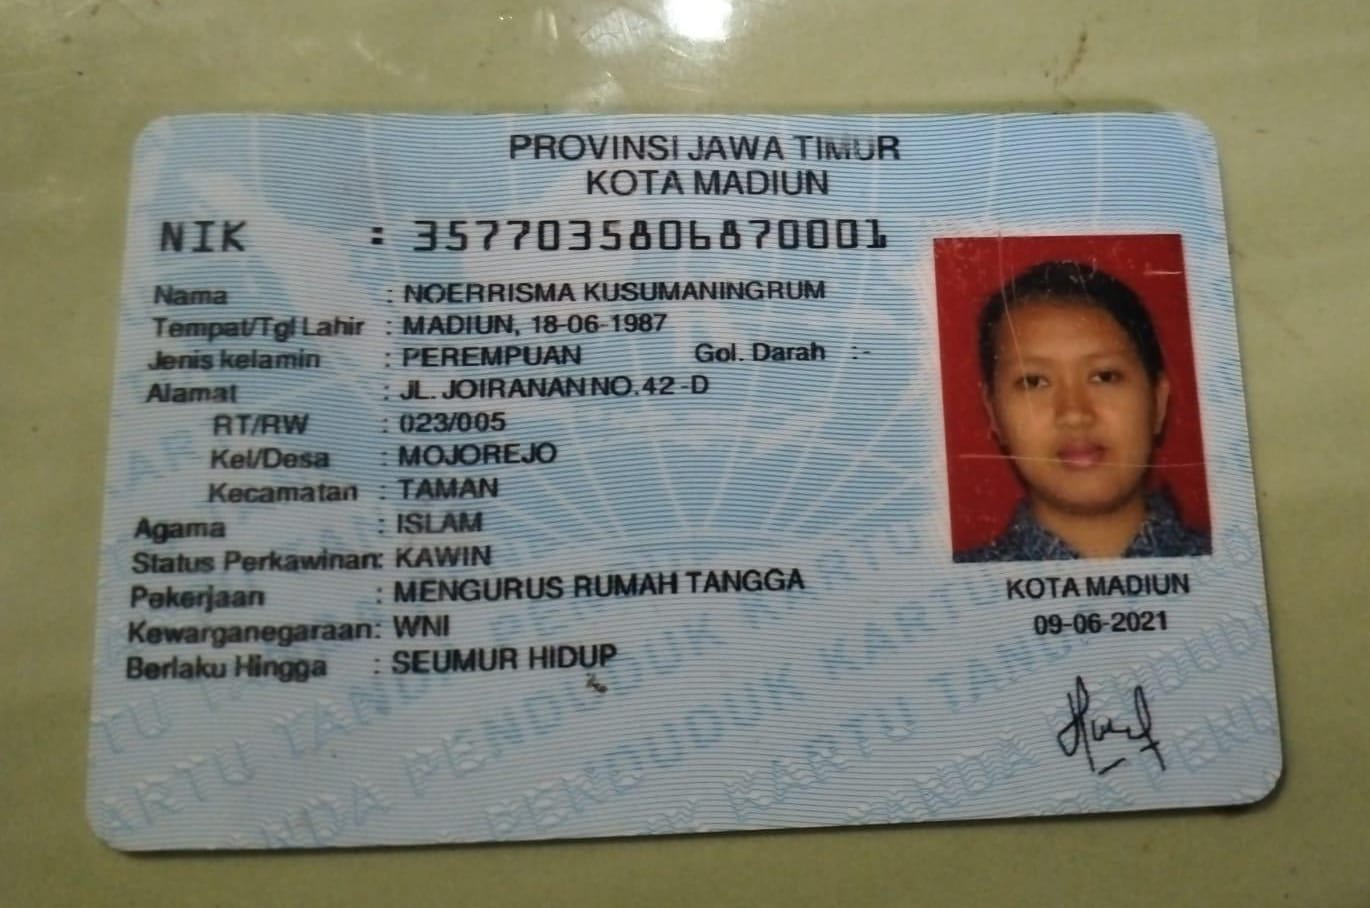 PROVINSI JAWA TIMUR
KOTA MADIUN
NIK : 3577035806870001
Nama : NOERRISMA KUSUMANINGRUM
Tempat/Tgl Lahir : MADIUN, 18-06-1987
Jenis kelamin : PEREMPUAN Gol. Darah : -
Alamat : JL. JOIRANAN NO.42 -D
RT/RW : 023/005
Kel/Desa : MOJOREJO
Kecamatan : TAMAN
Agama : ISLAM
Status Perkawinan: KAWIN
Pekerjaan : MENGURUS RUMAH TANGGA
Kewarganegaraan: WNI
Berlaku Hingga : SEUMUR HIDUP
KOTA MADIUN
09-06-2021